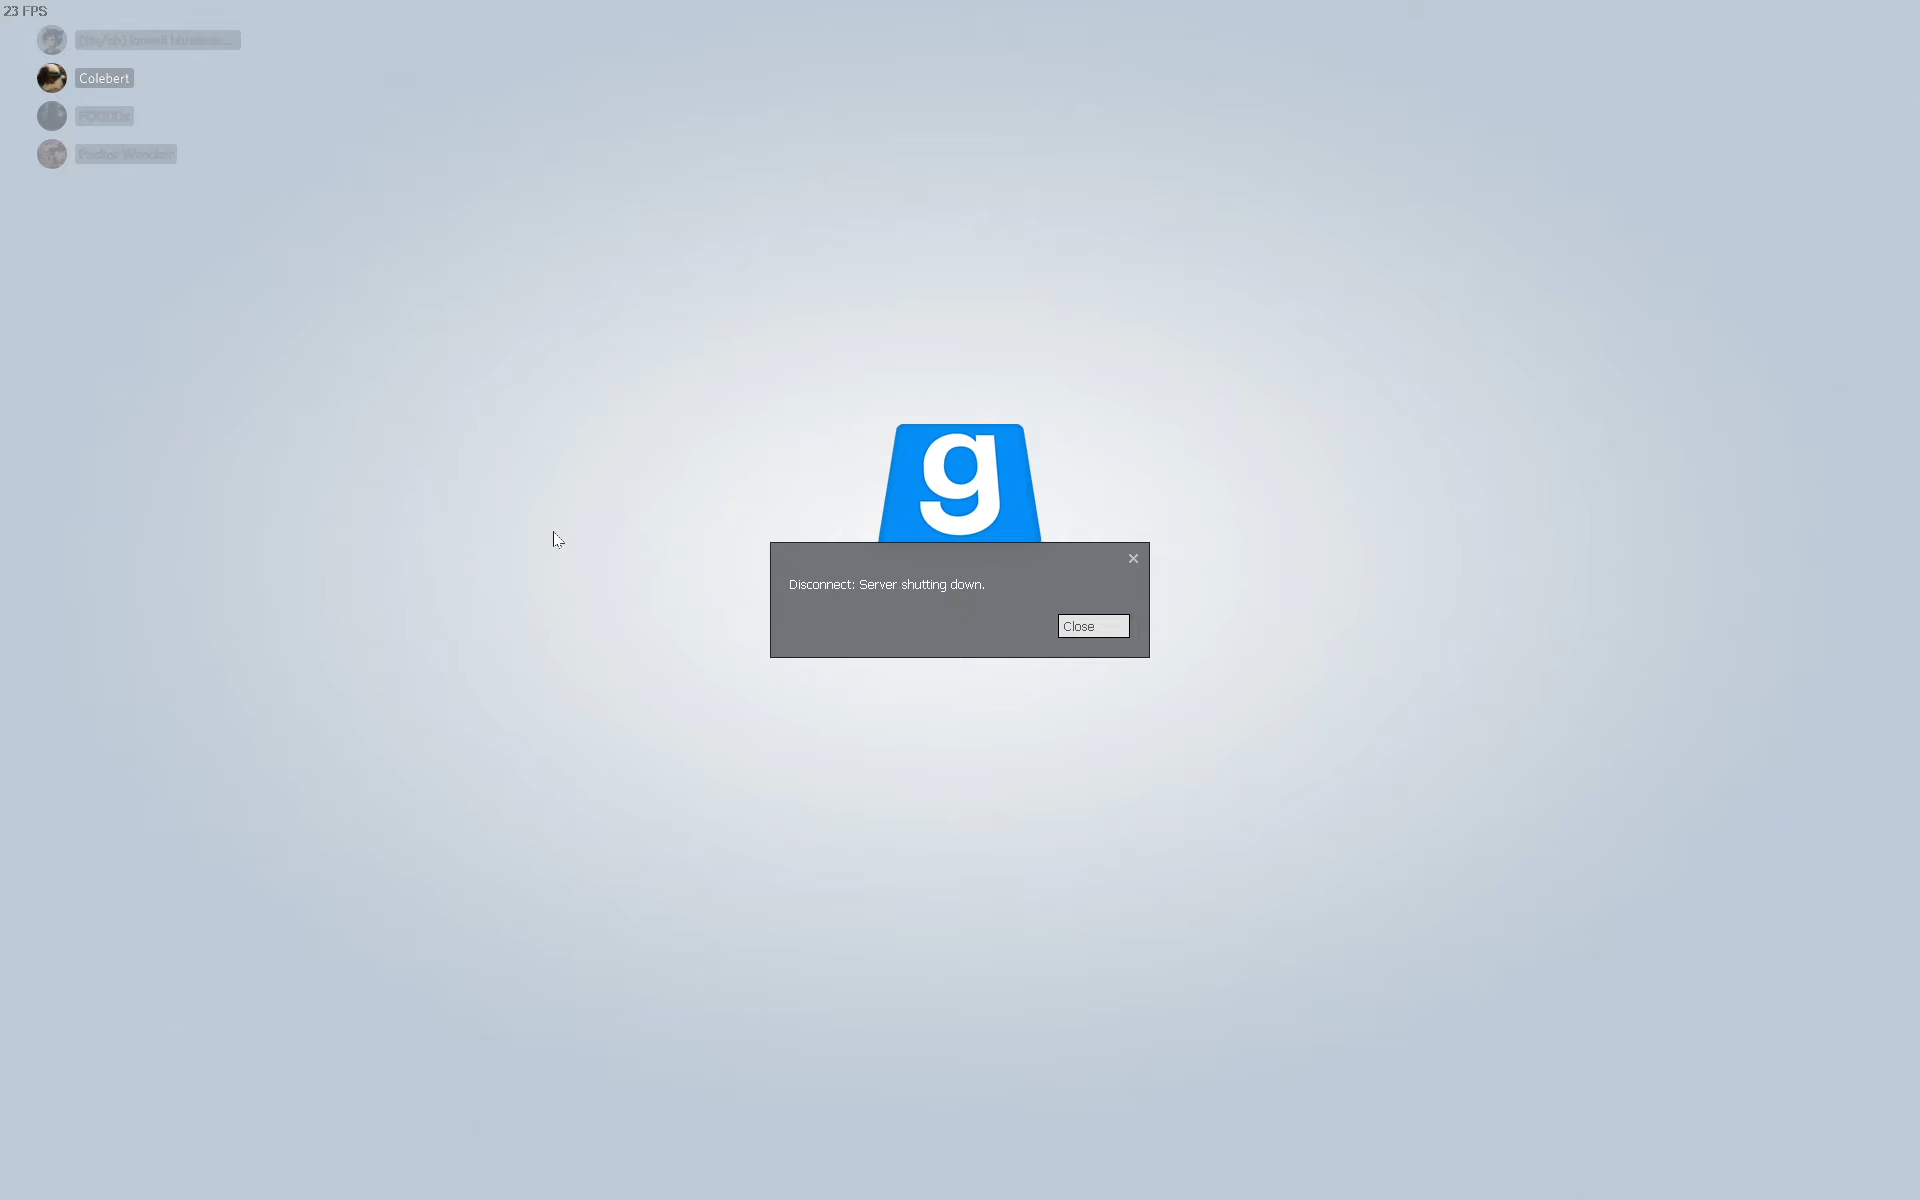 23 FPS
Colebert
g
Disconnect: Server shutting down.
Close